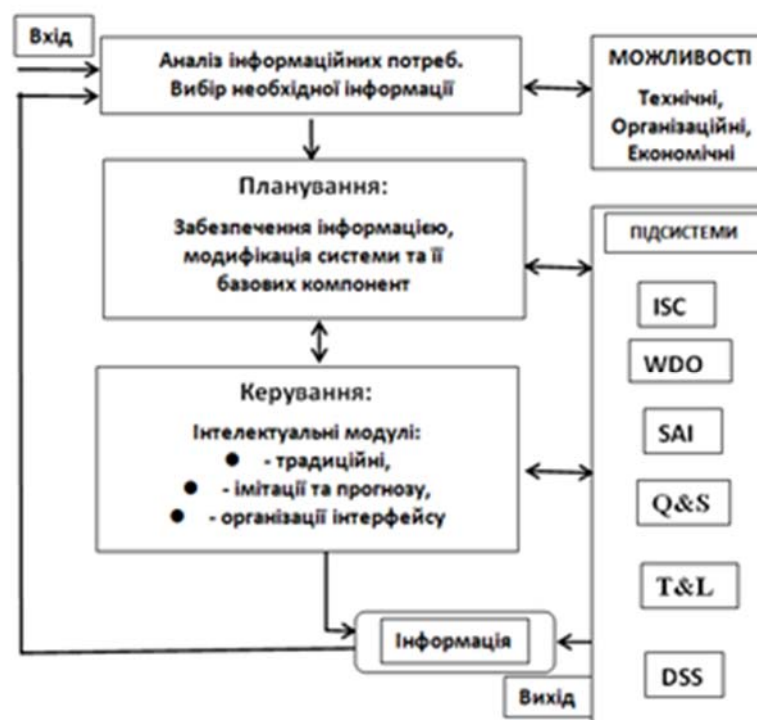 Вхід
Аналіз інформаційних потреб.
Вибір необхідної інформації
МОЖЛИВОСТІ
Технічні,
Організаційні,
Економічні
Планування:
Забезпечення інформацією,
модифікація системи та її
базових компонент
ПІДСИСТЕМИ
ISC
WDO
SAI
Q&S
T&L
DSS
Керування:
Інтелектуальні модулі:
● - традиційні,
● - імітації та прогнозу,
● - організації інтерфейсу
Інформація
Вихід